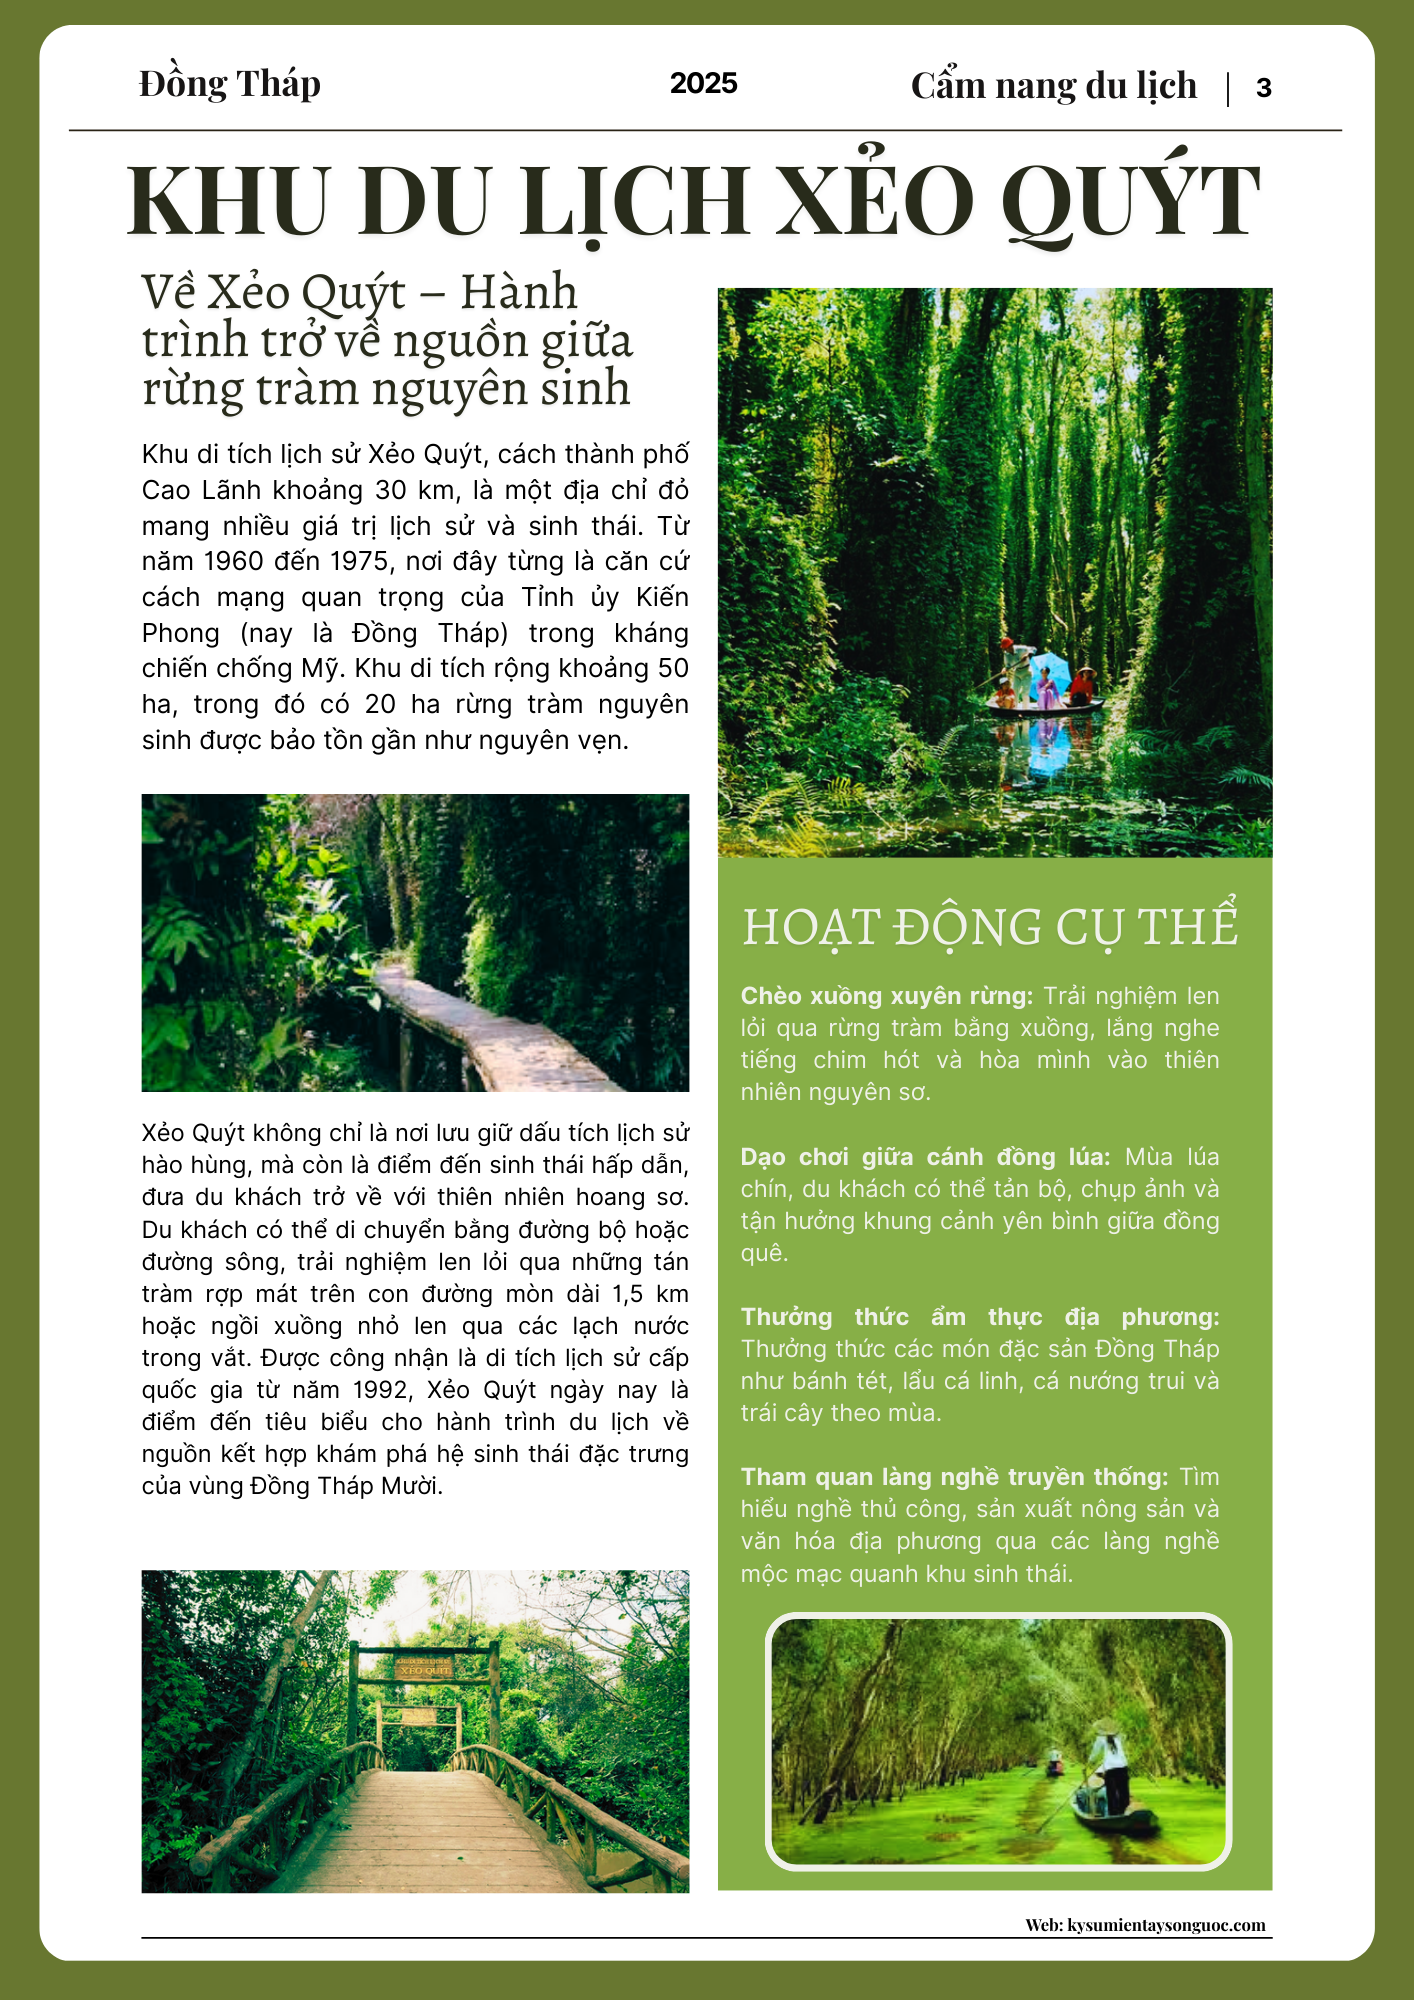 Đồng Tháp
2025
Cẩm nang du lịch | 3
KHU DU LỊCH XẺO QUÝT
Về Xẻo Quýt – Hành
trình trở về nguồn giữa
rừng tràm nguyên sinh
Khu di tích lịch sử Xẻo Quýt, cách thành phố
Cao Lãnh khoảng 30 km, là một địa chỉ đỏ
mang nhiều giá trị lịch sử và sinh thái. Từ
năm 1960 đến 1975, nơi đây từng là căn cứ
cách mạng quan trọng của Tỉnh ủy Kiến
Phong (nay là Đồng Tháp) trong kháng
chiến chống Mỹ. Khu di tích rộng khoảng 50
ha, trong đó có 20 ha rừng tràm nguyên
sinh được bảo tồn gần như nguyên vẹn.
Xẻo Quýt không chỉ là nơi lưu giữ dấu tích lịch sử
hào hùng, mà còn là điểm đến sinh thái hấp dẫn,
đưa du khách trở về với thiên nhiên hoang sơ.
Du khách có thể di chuyển bằng đường bộ hoặc
đường sông, trải nghiệm len lỏi qua những tán
tràm rợp mát trên con đường mòn dài 1,5 km
hoặc ngồi xuồng nhỏ len qua các lạch nước
trong vắt. Được công nhận là di tích lịch sử cấp
quốc gia từ năm 1992, Xẻo Quýt ngày nay là
điểm đến tiêu biểu cho hành trình du lịch về
nguồn kết hợp khám phá hệ sinh thái đặc trưng
của vùng Đồng Tháp Mười.
XẺO QUÍT
HOẠT ĐỘNG CỤ THỂ
Chèo xuồng xuyên rừng: Trải nghiệm len
lỏi qua rừng tràm bằng xuồng, lắng nghe
tiếng chim hót và hòa mình vào thiên
nhiên nguyên sơ.
Dạo chơi giữa cánh đồng lúa: Mùa lúa
chín, du khách có thể tản bộ, chụp ảnh và
tận hưởng khung cảnh yên bình giữa đồng
quê.
Thưởng thức ẩm thực địa phương:
Thưởng thức các món đặc sản Đồng Tháp
như bánh tét, lẩu cá linh, cá nướng trui và
trái cây theo mùa.
Tham quan làng nghề truyền thống: Tìm
hiểu nghề thủ công, sản xuất nông sản và
văn hóa địa phương qua các làng nghề
mộc mạc quanh khu sinh thái.
Web: kysumientaysonguoc.com